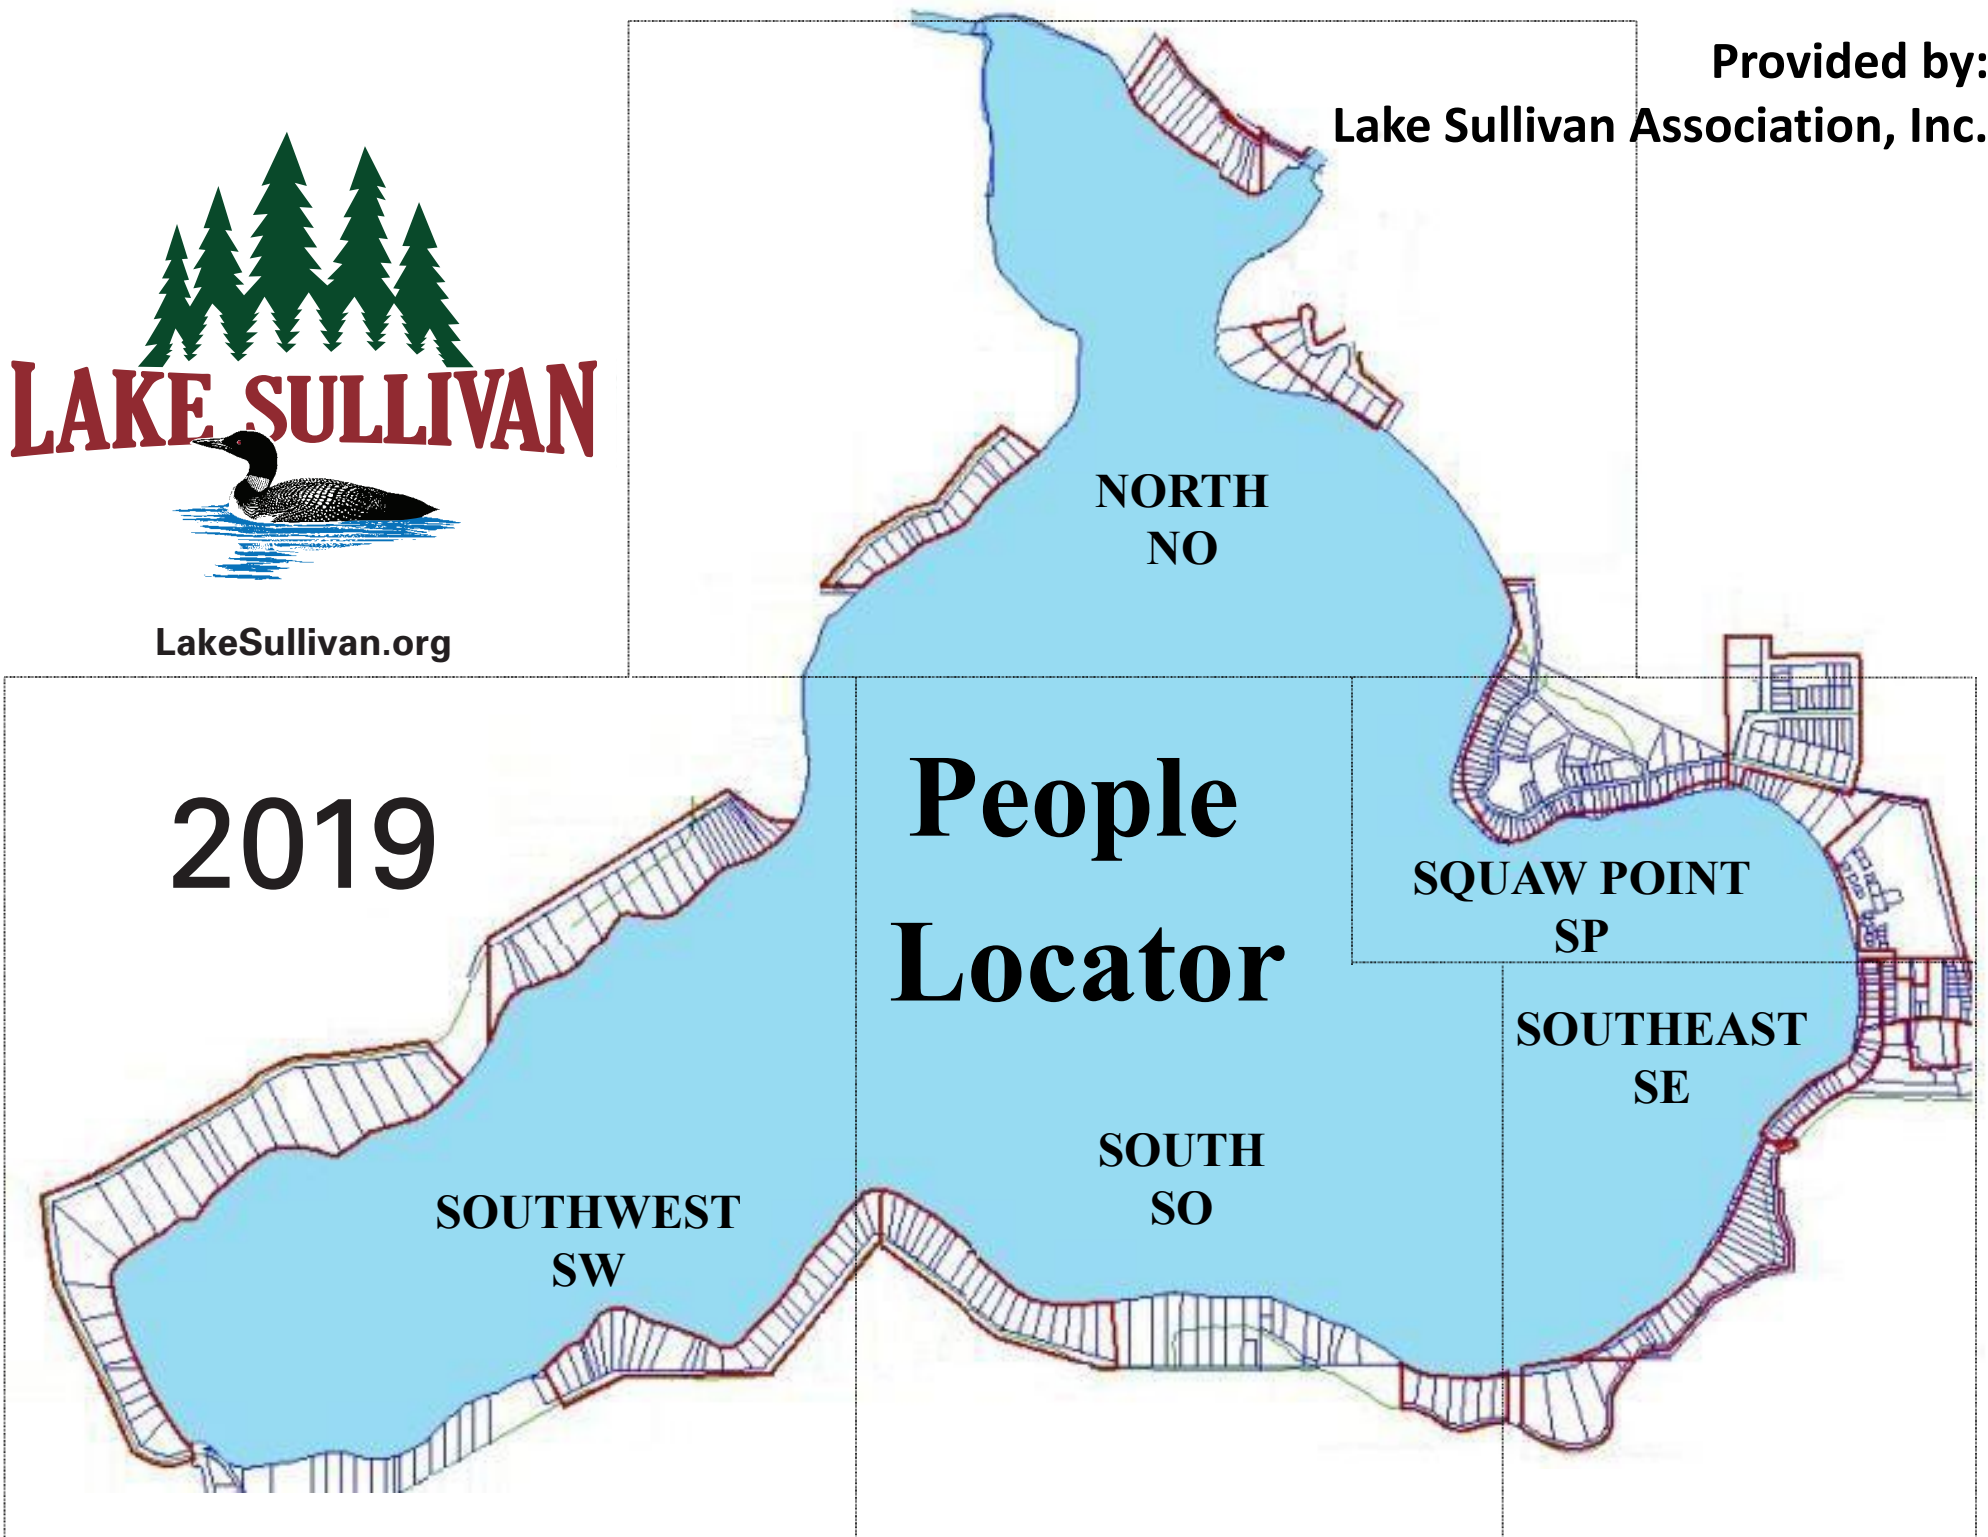 Provided by:
Lake Sullivan Association, Inc.
LAKE SULLIVAN
LakeSullivan.org
2019
People
Locator
NORTH
NO
SQUAW POINT
SP
SOUTHEAST
SE
SOUTH
SO
SOUTHWEST
SW